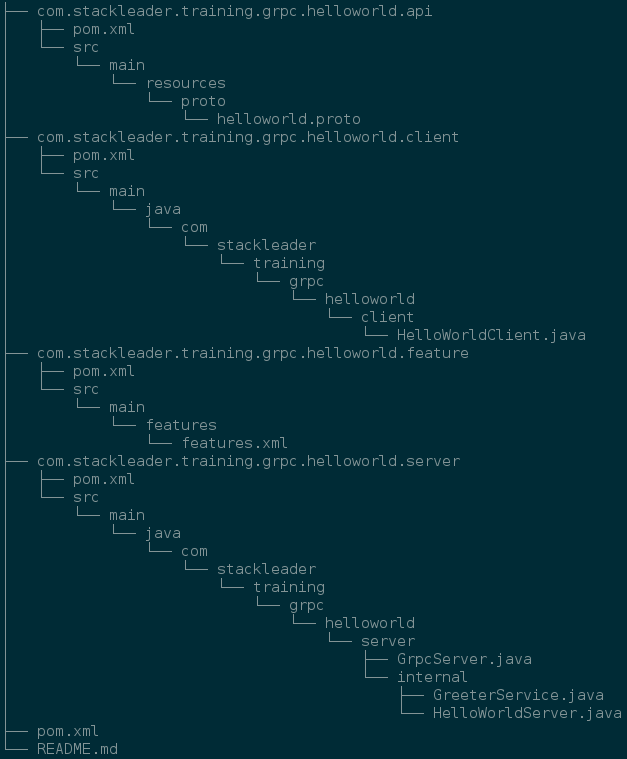 com.stackleader.training.grpc.helloworld.api
pom.xml
src
main
resources
proto
helloworld.proto
com.stackleader.training.grpc.helloworld.client
pom.xml
src
main
java
com
stackleader
training
grpc
helloworld
client
HelloWorldClient.java
com.stackleader.training.grpc.helloworld.feature
pom.xml
src
main
features
features.xml
com.stackleader.training.grpc.helloworld.server
pom.xml
src
main
java
com
stackleader
training
grpc
helloworld
server
GrpcServer.java
internal
GreeterService.java
HelloWorldServer.java
pom.xml
README.md